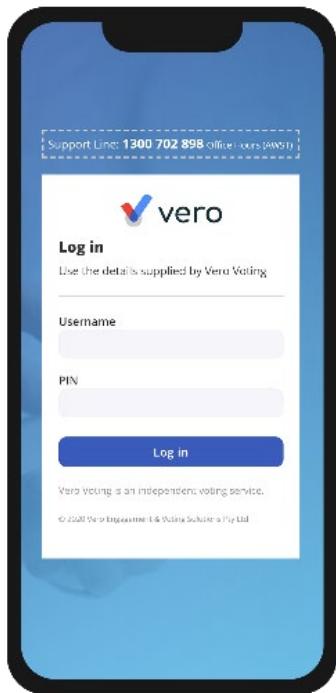 Support Line: 1300 702 898 Office Hours (AWST)
vero
Log in
Use the details supplied by Vero Voting
Username
PIN
Log in
Vero Voting is an independent voting service.
© 2020 Vero Engagement & Voting Solutions Pty Ltd